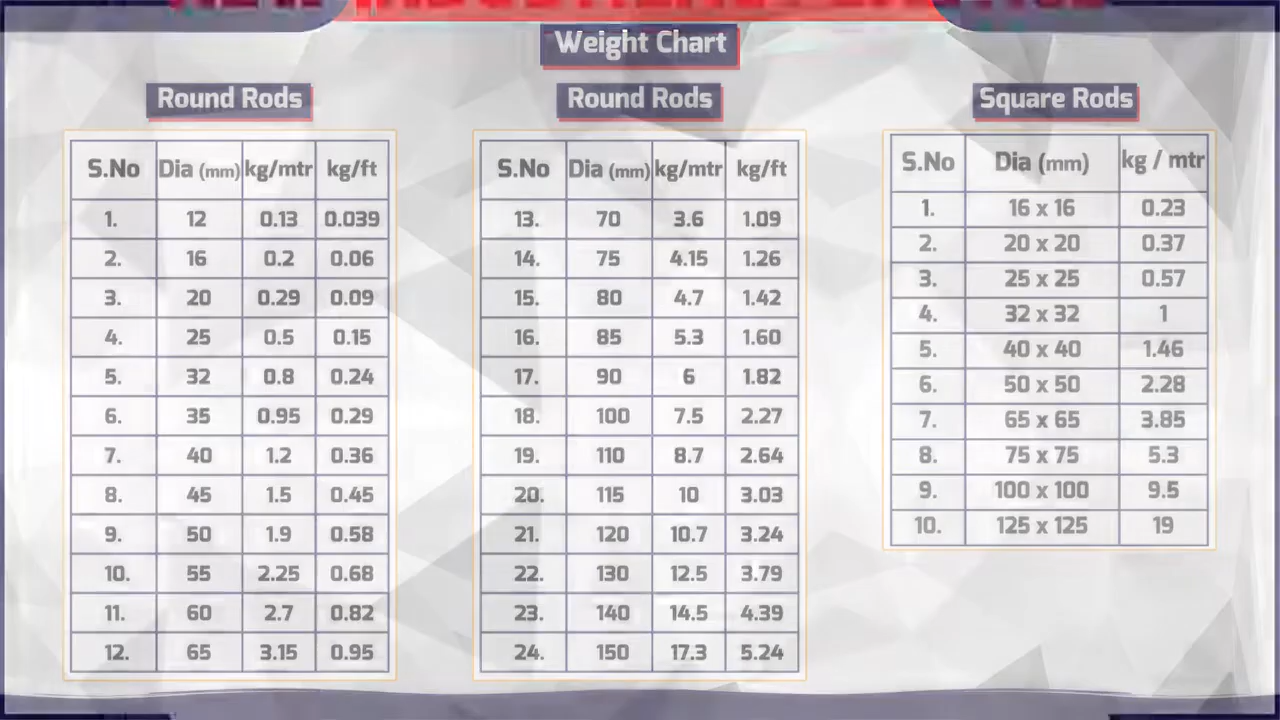 Weight Chart
Round Rods
S.No Dia (mm) kg/mtr kg/ft
1. 12 0.13 0.039
2. 16 0.2 0.06
3. 20 0.29 0.09
4. 25 0.5 0.15
5. 32 0.8 0.24
6. 35 0.95 0.29
7. 40 1.2 0.36
8. 45 1.5 0.45
9. 50 1.9 0.58
10. 55 2.25 0.68
11. 60 2.7 0.82
12. 65 3.15 0.95
Round Rods
S.No Dia (mm) kg/mtr kg/ft
13. 70 3.6 1.09
14. 75 4.15 1.26
15. 80 4.7 1.42
16. 85 5.3 1.60
17. 90 6 1.82
18. 100 7.5 2.27
19. 110 8.7 2.64
20. 115 10 3.03
21. 120 10.7 3.24
22. 130 12.5 3.79
23. 140 14.5 4.39
24. 150 17.3 5.24
Square Rods
S.No Dia (mm) kg / mtr
1. 16 x 16 0.23
2. 20 x 20 0.37
3. 25 x 25 0.57
4. 32 x 32 1
5. 40 x 40 1.46
6. 50 x 50 2.28
7. 65 x 65 3.85
8. 75 x 75 5.3
9. 100 x 100 9.5
10. 125 x 125 19